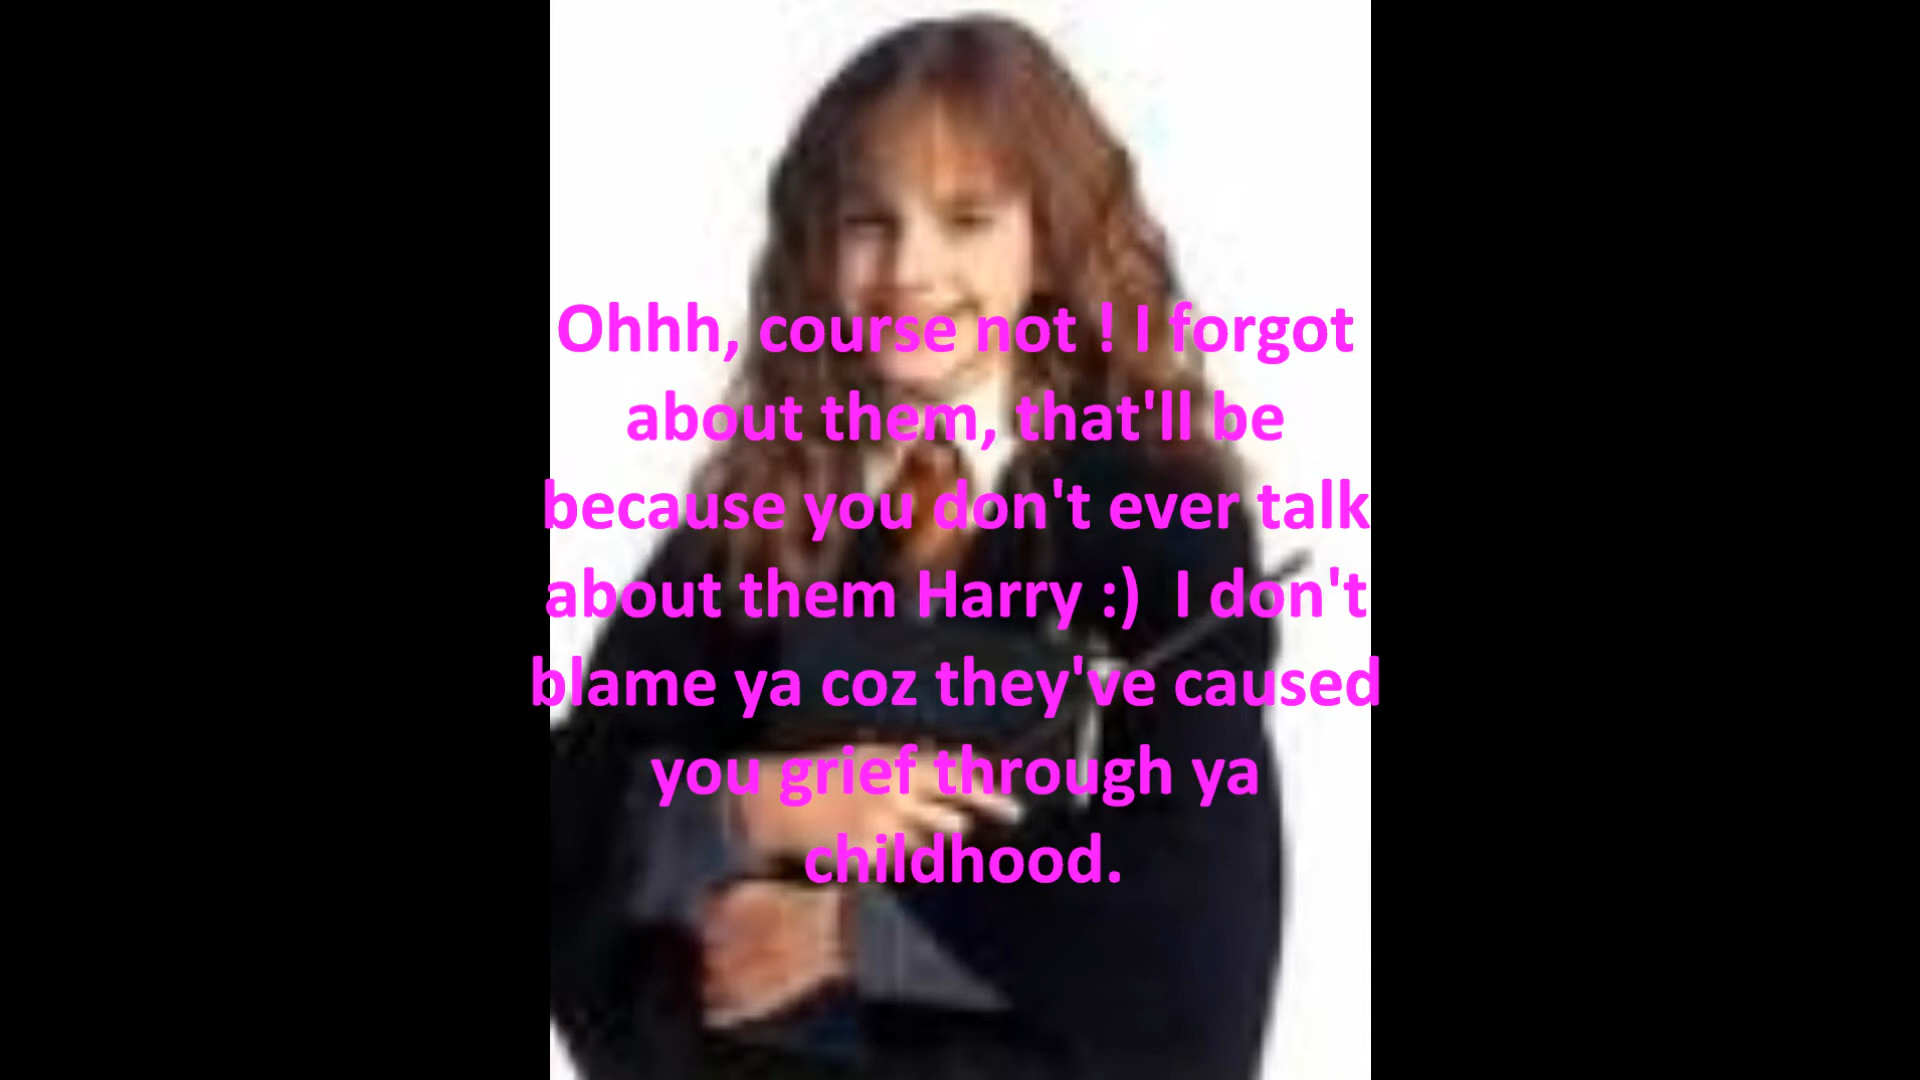 Ohhh, course not ! I forgot
about them, that'll be
because you don't ever talk
about them Harry :)  I don't
blame ya coz they've caused
you grief through ya
childhood.